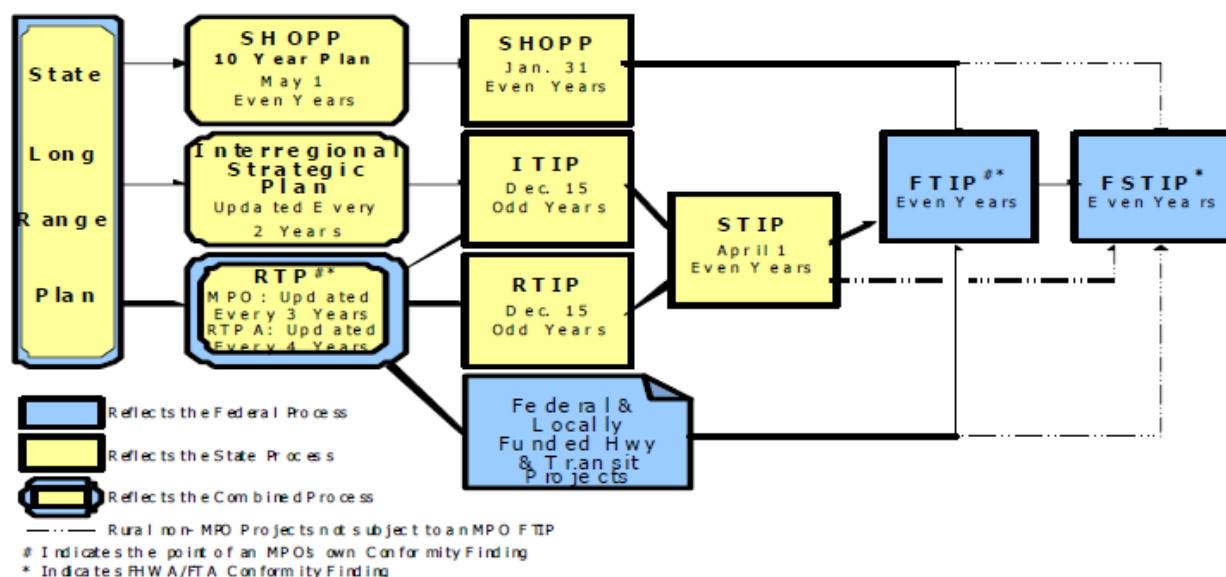 State
Long
Range
Plan
SHOPP
10 Year Plan
May 1
Even Years
Interregional
Strategic
Plan
Updated Every
2 Years
RTP#*
MPO: Updated
Every 3 Years
RTPA: Updated
Every 4 Years
SHOPP
Jan. 31
Even Years
ITIP
Dec. 15
Odd Years
RTIP
Dec. 15
Odd Years
Federal &
Locally
Funded Hwy
& Transit
Projects
STIP
April 1
Even Years
FTIP#*
Even Years
FSTIP*
Even Years
Reflects the Federal Process
Reflects the State Process
Reflects the Combined Process
Rural non-MPO Projects not subject to an MPO FTIP
# Indicates the point of an MPO's own Conformity Finding
* Indicates FHWA/FTA Conformity Finding